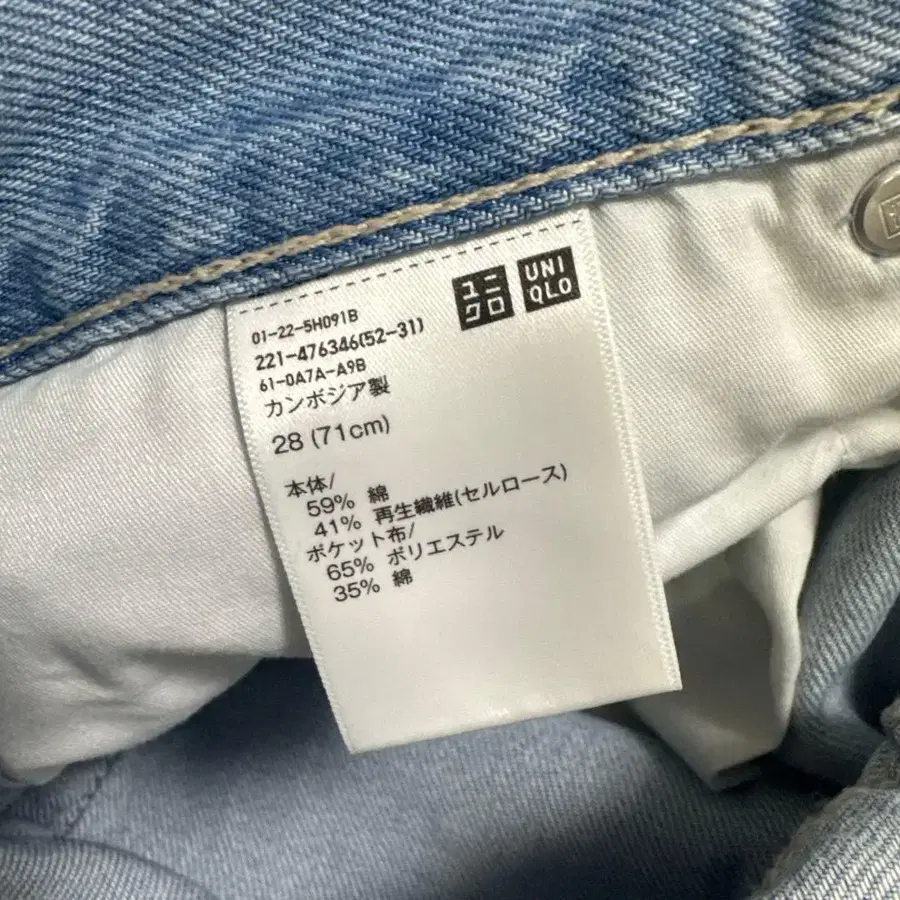 ユニクロ
UNIQLO
01-22-5H091B
221-476346(52-31)
61-0A7A-A9B
カンボジア製
28 (71cm)
本体/
59% 綿
41% 再生繊維(セルロース)
ポケット布/
65% ポリエステル
35% 綿